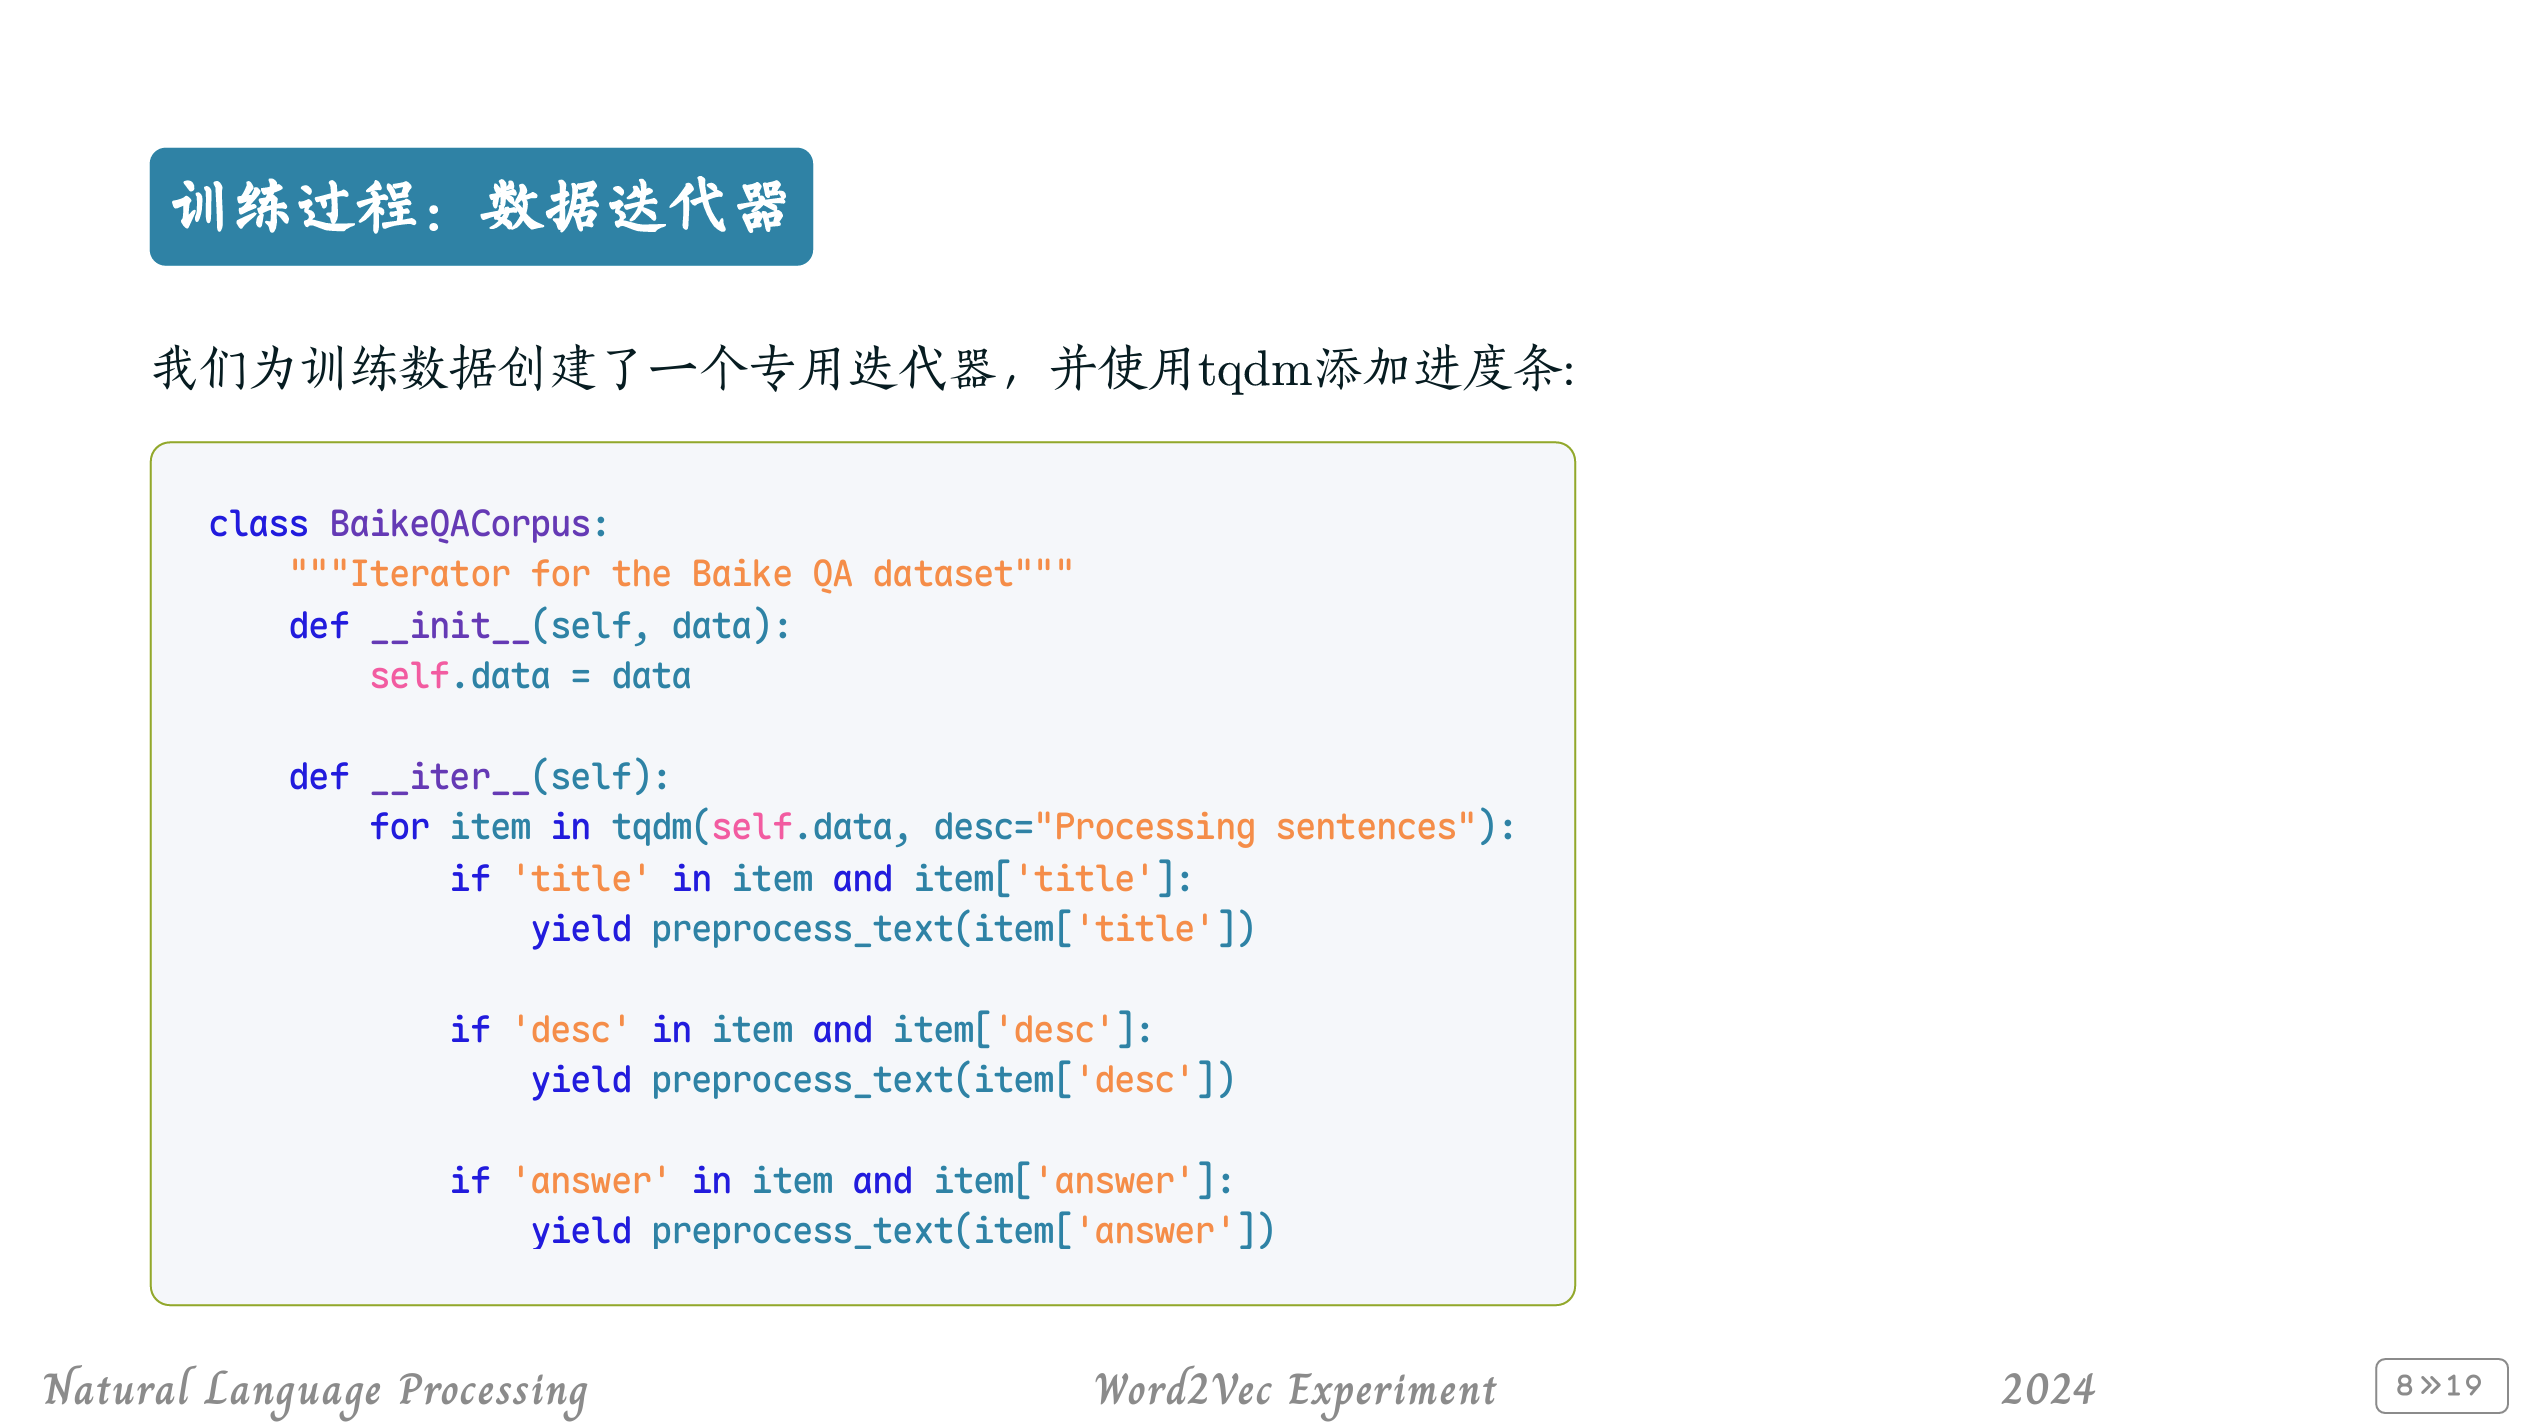 训练过程：数据迭代器
我们为训练数据创建了一个专用迭代器，并使用tqdm添加进度条:
class BaikeQACorpus:
    """Iterator for the Baike QA dataset"""
    def __init__(self, data):
        self.data = data

    def __iter__(self):
        for item in tqdm(self.data, desc="Processing sentences"):
            if 'title' in item and item['title']:
                yield preprocess_text(item['title'])

            if 'desc' in item and item['desc']:
                yield preprocess_text(item['desc'])

            if 'answer' in item and item['answer']:
                yield preprocess_text(item['answer'])
Natural Language Processing
Word2Vec Experiment
2024
8»19